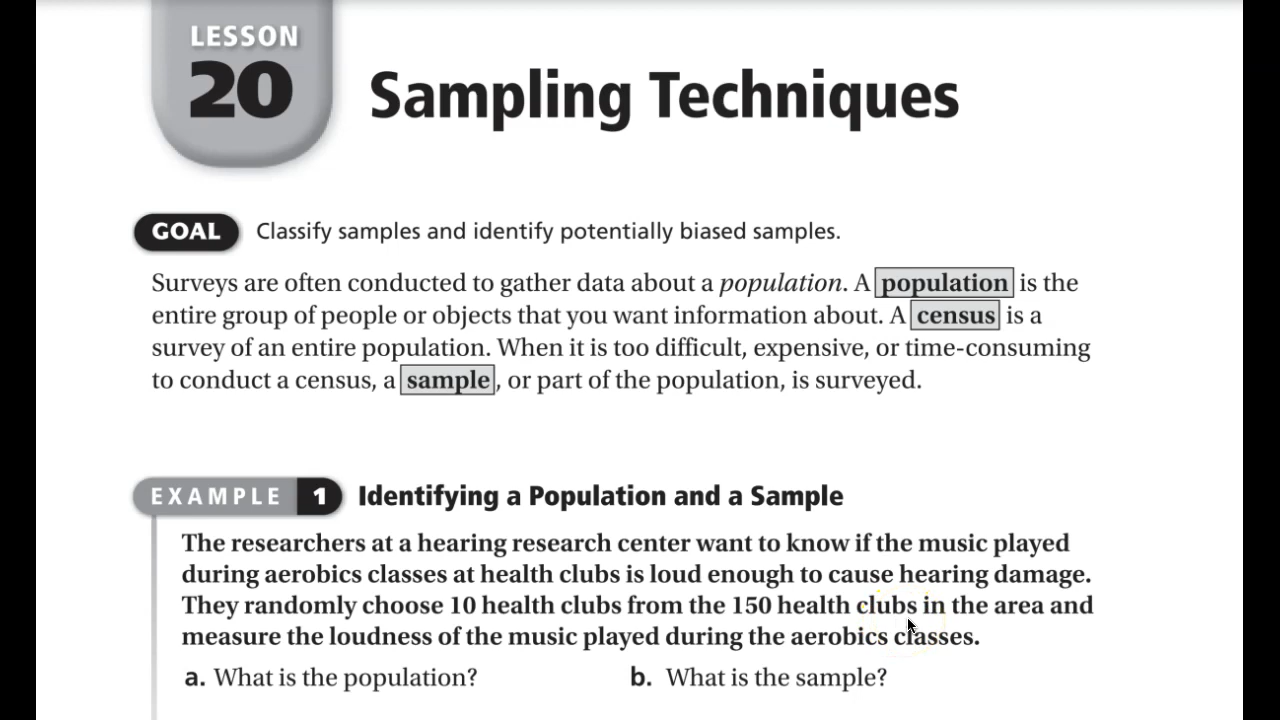 LESSON
20
Sampling Techniques
GOAL Classify samples and identify potentially biased samples.
Surveys are often conducted to gather data about a population. A population is the
entire group of people or objects that you want information about. A census is a
survey of an entire population. When it is too difficult, expensive, or time-consuming
to conduct a census, a sample, or part of the population, is surveyed.
EXAMPLE 1 Identifying a Population and a Sample
The researchers at a hearing research center want to know if the music played
during aerobics classes at health clubs is loud enough to cause hearing damage.
They randomly choose 10 health clubs from the 150 health clubs in the area and
measure the loudness of the music played during the aerobics classes.
a. What is the population? b. What is the sample?